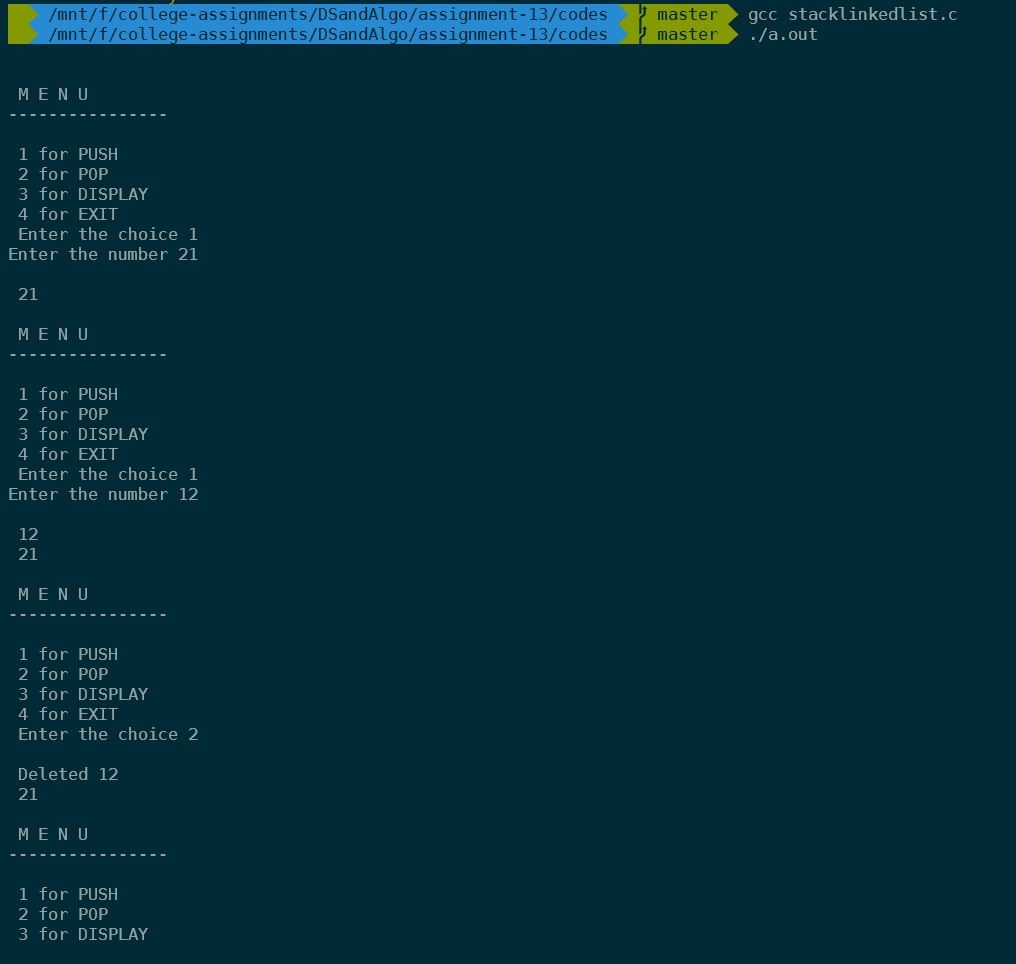 /mnt/f/college-assignments/DSandAlgo/assignment-13/codes master gcc stacklinkedlist.c
/mnt/f/college-assignments/DSandAlgo/assignment-13/codes master ./a.out
M E N U
----------------
1 for PUSH
2 for POP
3 for DISPLAY
4 for EXIT
Enter the choice 1
Enter the number 21
21
M E N U
----------------
1 for PUSH
2 for POP
3 for DISPLAY
4 for EXIT
Enter the choice 1
Enter the number 12
12
21
M E N U
----------------
1 for PUSH
2 for POP
3 for DISPLAY
4 for EXIT
Enter the choice 2
Deleted 12
21
M E N U
----------------
1 for PUSH
2 for POP
3 for DISPLAY